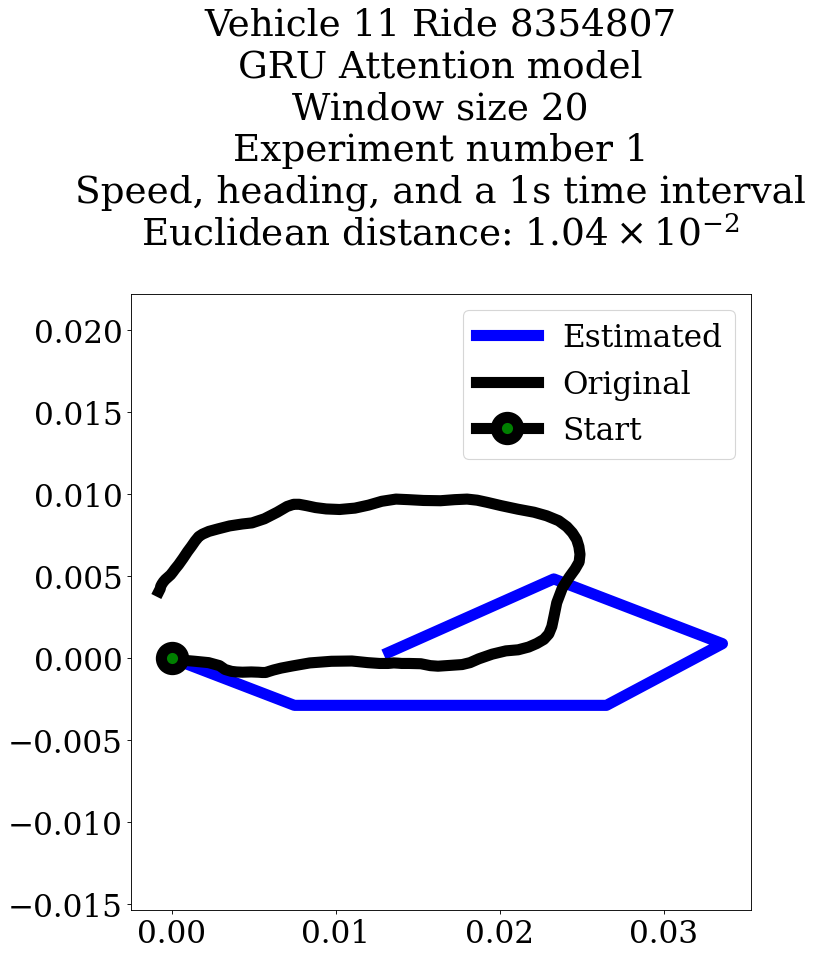 Vehicle 11 Ride 8354807
GRU Attention model
Window size 20
Experiment number 1
Speed, heading, and a 1s time interval
Euclidean distance: 1.04 × 10⁻²
Estimated
Original
Start
0.020
0.015
0.010
0.005
0.000
−0.005
−0.010
−0.015
0.00 0.01 0.02 0.03